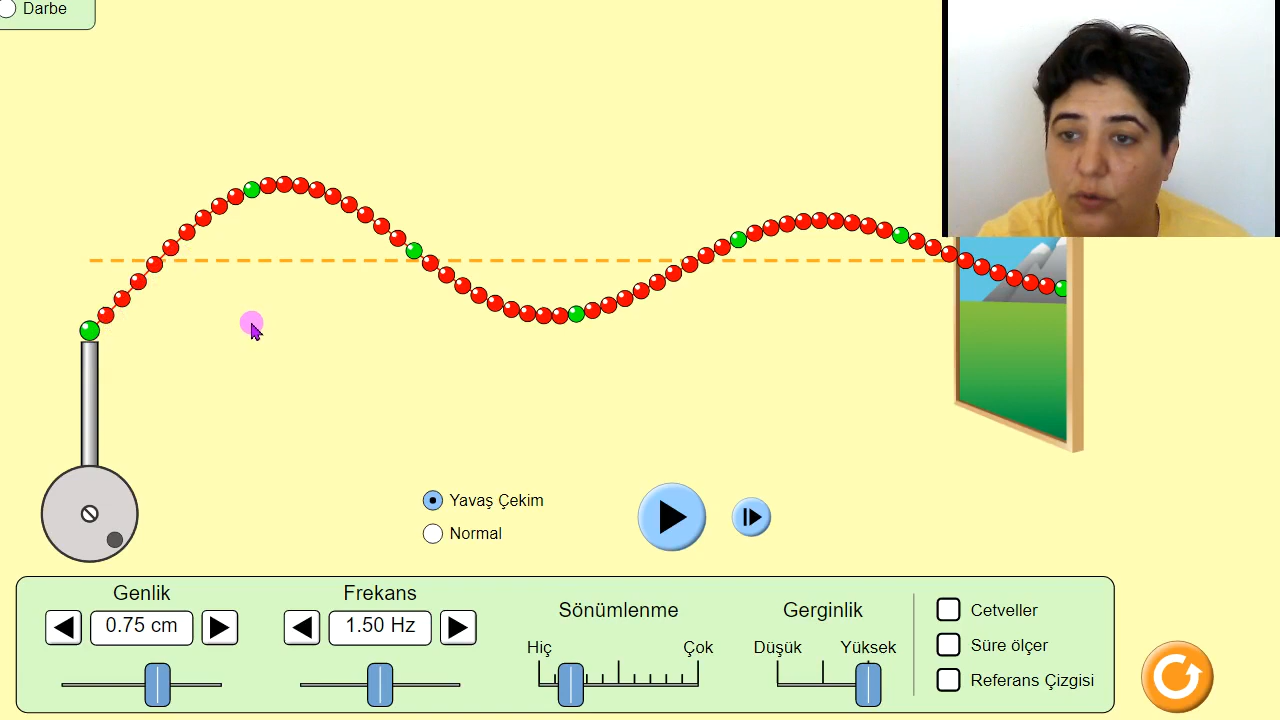 Darbe
Yavaş Çekim
Normal
Genlik
0.75 cm
Frekans
1.50 Hz
Sönümlenme
Hiç
Çok
Gerginlik
Düşük
Yüksek
Cetveller
Süre ölçer
Referans Çizgisi